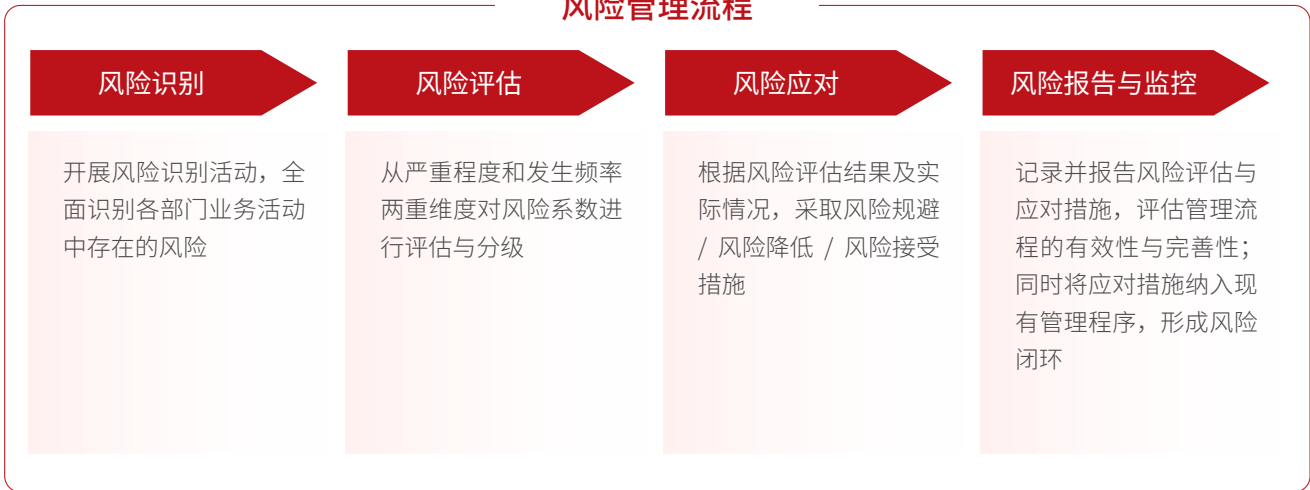 风险管理流程
风险识别
开展风险识别活动，全
面识别各部门业务活动
中存在的风险
风险评估
从严重程度和发生频率
两重维度对风险系数进
行评估与分级
风险应对
根据风险评估结果及实
际情况，采取风险规避
/ 风险降低 / 风险接受
措施
风险报告与监控
记录并报告风险评估与
应对措施，评估管理流
程的有效性与完善性；
同时将应对措施纳入现
有管理程序，形成风险
闭环